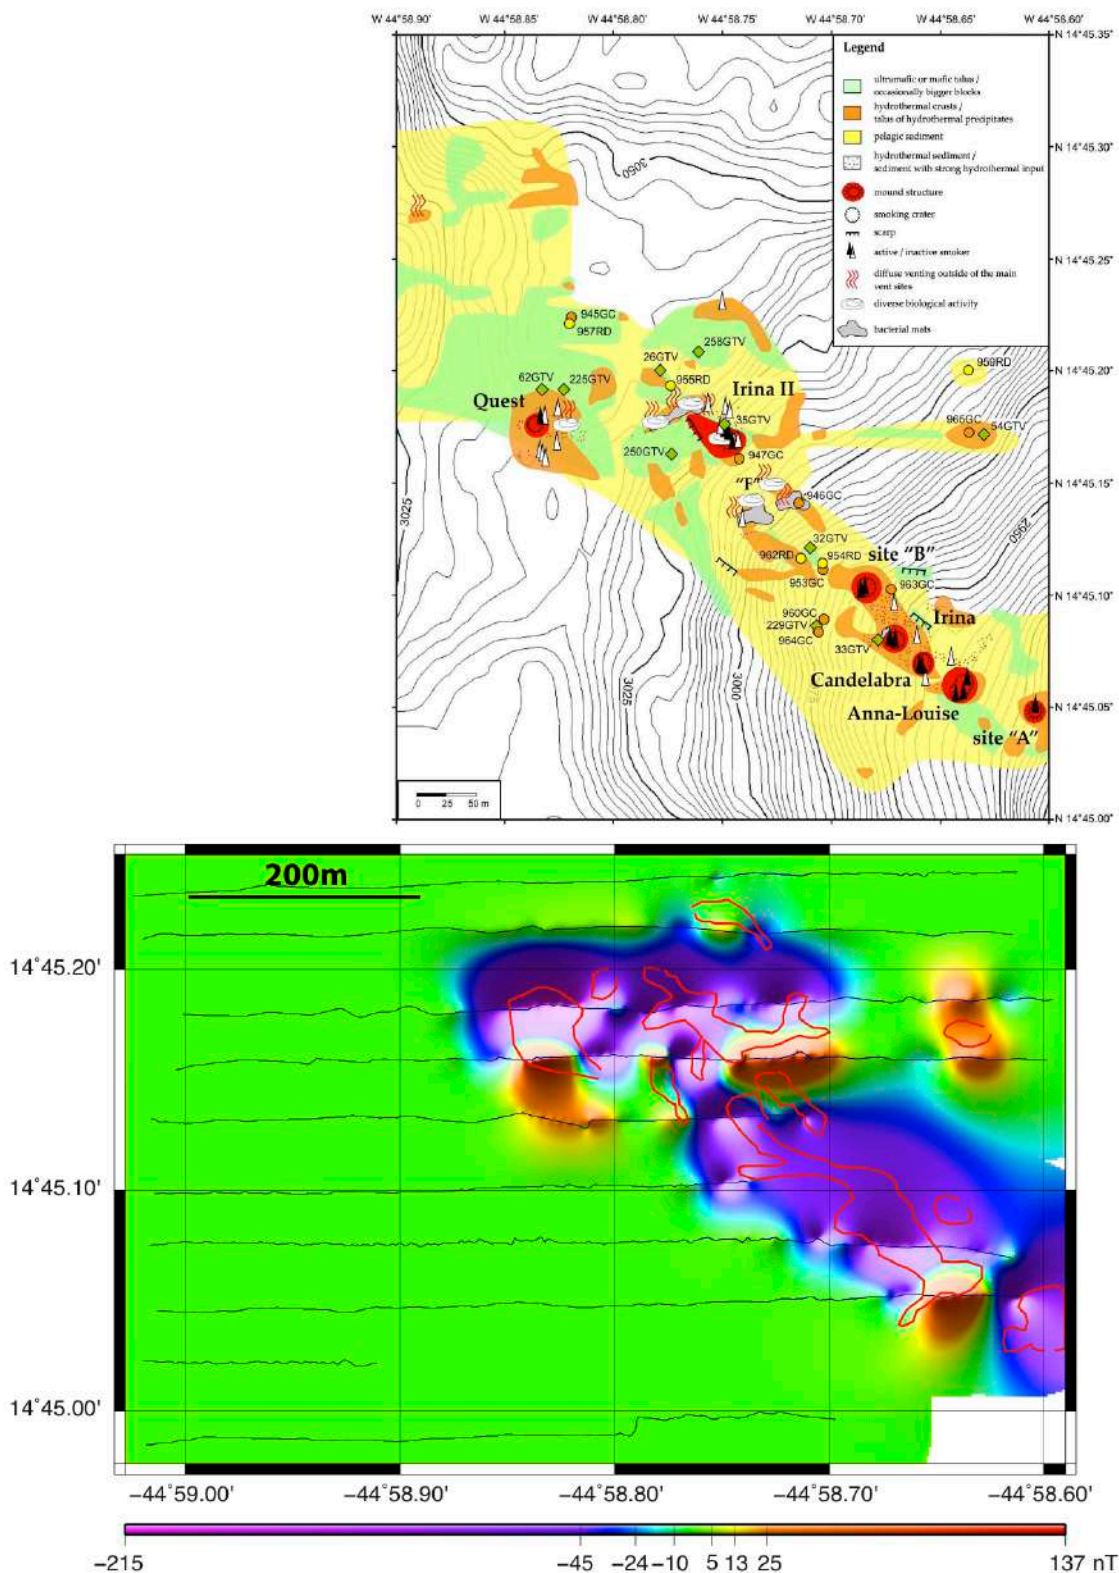 W 44°58.90 W 44°58.85 W 44°58.80 W 44°58.75 W 44°58.70 W 44°58.65 W 44°58.60
N 14°45.35
Legend
ultramafic or mafic talus /
occasionally bigger blocks
hydrothermal crusts /
talus of hydrothermal precipitates
pelagic sediment
hydrothermal sediment /
sediment with strong hydrothermal input
mound structure
smoking crater
scarp
active / inactive smoker
diffuse venting outside of the main
vent sites
diverse biological activity
bacterial mats
3050
N 14°45.30
N 14°45.25
945GC
957RD
258GTV
26GTV
955RD
959RD
N 14°45.20
62GTV 225GTV
Irina II
Quest
35GTV
965GC
54GTV
250GTV
947GC
"F"
946GC
N 14°45.15
3025
2950
32GTV
site "B"
962RD
954RD
953GC
963GC
N 14°45.10
960GC
229GTV
964GC
33GTV
Irina
Candelabra
Anna-Louise
N 14°45.05
3025
3000
2975
site "A"
0 25 50 m
N 14°45.00
200m
14°45.20'
14°45.10'
14°45.00'
−44°59.00' −44°58.90' −44°58.80' −44°58.70' −44°58.60'
−215 −45 −24 −10 5 13 25 137 nT